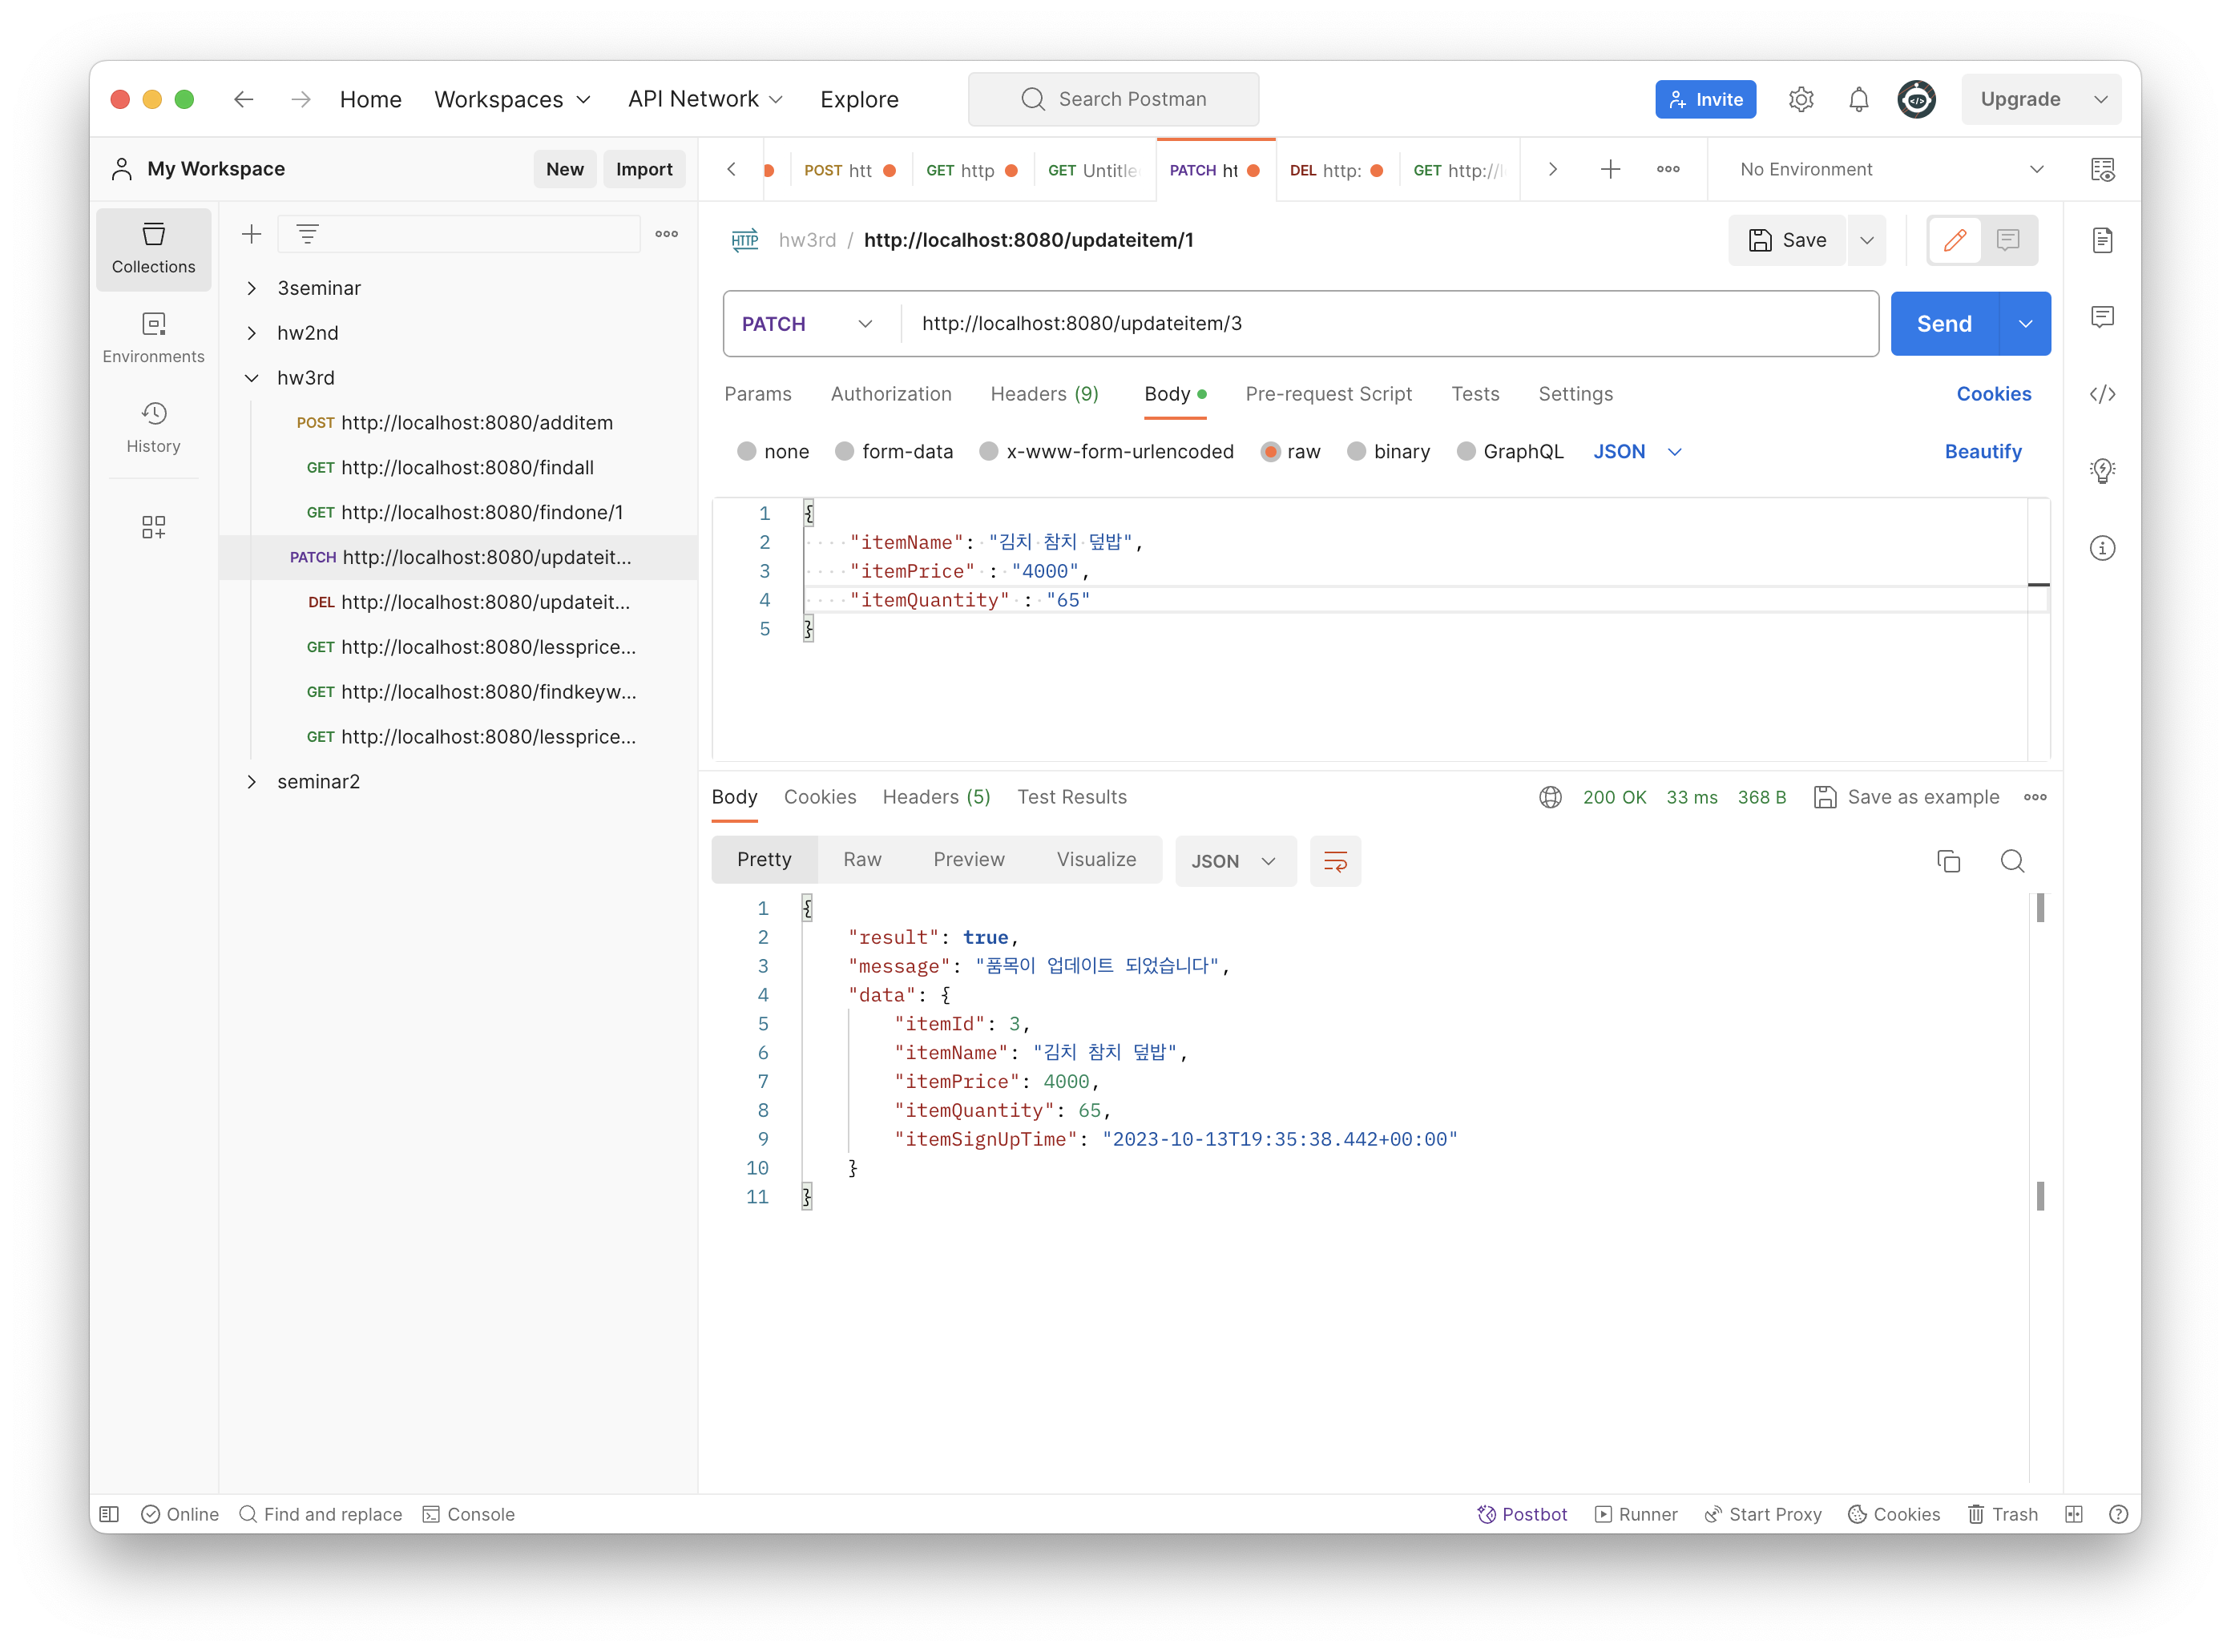 Home Workspaces API Network Explore Search Postman Invite Upgrade
My Workspace New Import POST htt GET http GET Untitle PATCH ht DEL http: GET http://l No Environment
hw3rd / http://localhost:8080/updateitem/1 Save
PATCH http://localhost:8080/updateitem/3 Send
Params Authorization Headers (9) Body Pre-request Script Tests Settings Cookies
none form-data x-www-form-urlencoded raw binary GraphQL JSON Beautify
Collections
Environments
History
3seminar
hw2nd
hw3rd
POST http://localhost:8080/additem
GET http://localhost:8080/findall
GET http://localhost:8080/findone/1
PATCH http://localhost:8080/updateit...
DEL http://localhost:8080/updateit...
GET http://localhost:8080/lessprice...
GET http://localhost:8080/findkeyw...
GET http://localhost:8080/lessprice...
seminar2
1 {
2 "itemName": "김치 참치 덮밥",
3 "itemPrice" : "4000",
4 "itemQuantity" : "65"
5 }
Body Cookies Headers (5) Test Results 200 OK 33 ms 368 B Save as example
Pretty Raw Preview Visualize JSON
1 {
2 "result": true,
3 "message": "품목이 업데이트 되었습니다",
4 "data": {
5 "itemId": 3,
6 "itemName": "김치 참치 덮밥",
7 "itemPrice": 4000,
8 "itemQuantity": 65,
9 "itemSignUpTime": "2023-10-13T19:35:38.442+00:00"
10 }
11 }
Online Find and replace Console Postbot Runner Start Proxy Cookies Trash